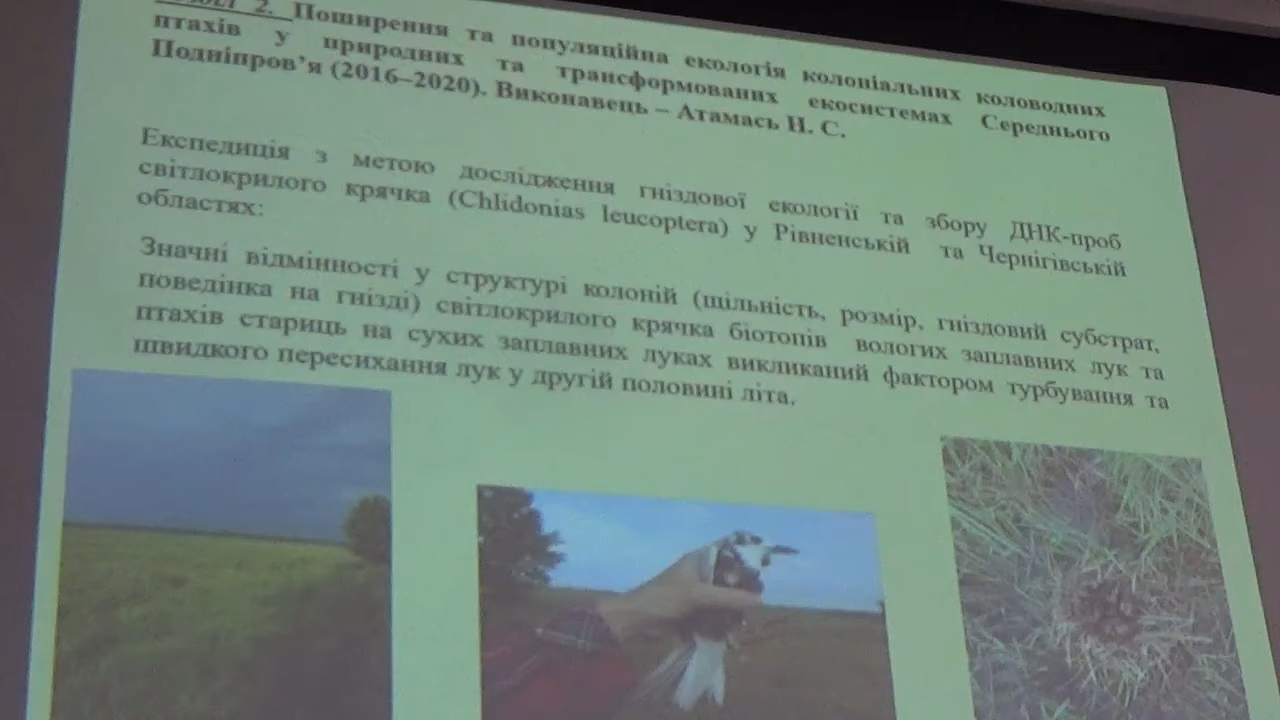 2. Поширення та популяційна екологія колоніальних коловодних
птахів у природних та трансформованих екосистемах Середнього
Подніпров’я (2016–2020). Виконавець – Атамась Н. С.
Експедиція з метою дослідження гніздової екології та збору ДНК-проб
світлокрилого крячка (Chlidonias leucoptera) у Рівненській та Чернігівській
областях:
Значні відмінності у структурі колоній (щільність, розмір, гніздовий субстрат,
поведінка на гнізді) світлокрилого крячка біотопів вологих заплавних лук та
птахів стариць на сухих заплавних луках викликаний фактором турбування та
швидкого пересихання лук у другій половині літа.